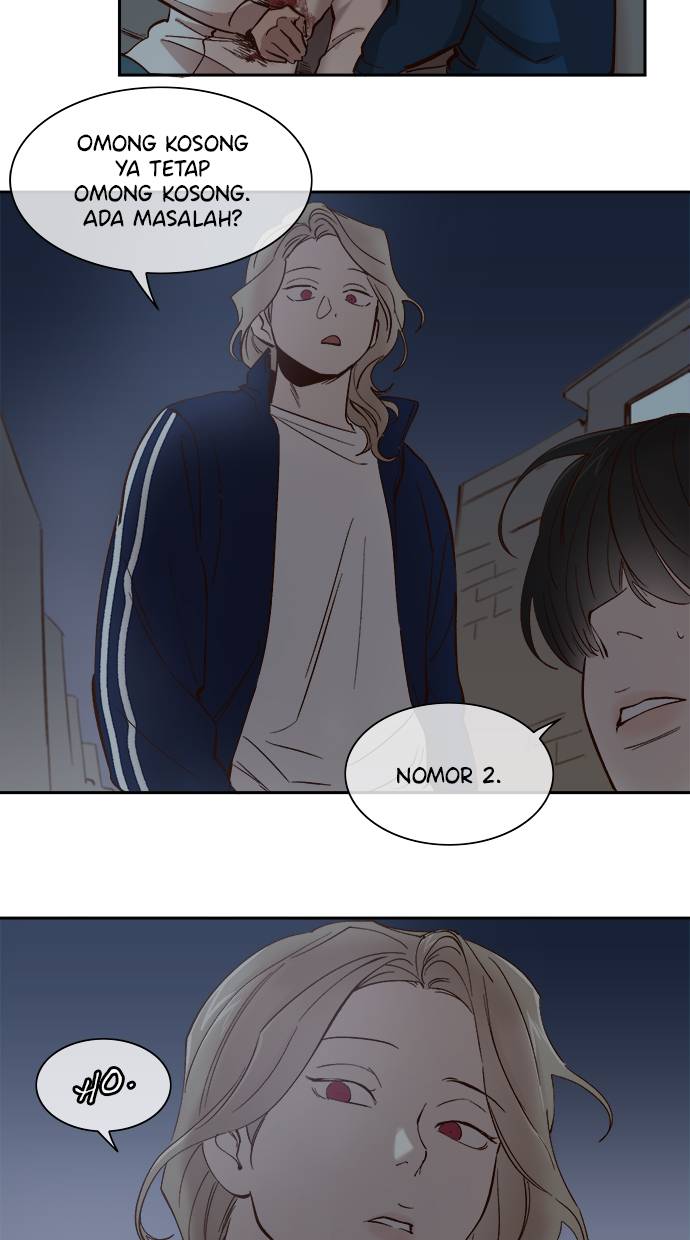 OMONG KOSONG
YA TETAP
OMONG KOSONG.
ADA MASALAH?
NOMOR 2.
HO.